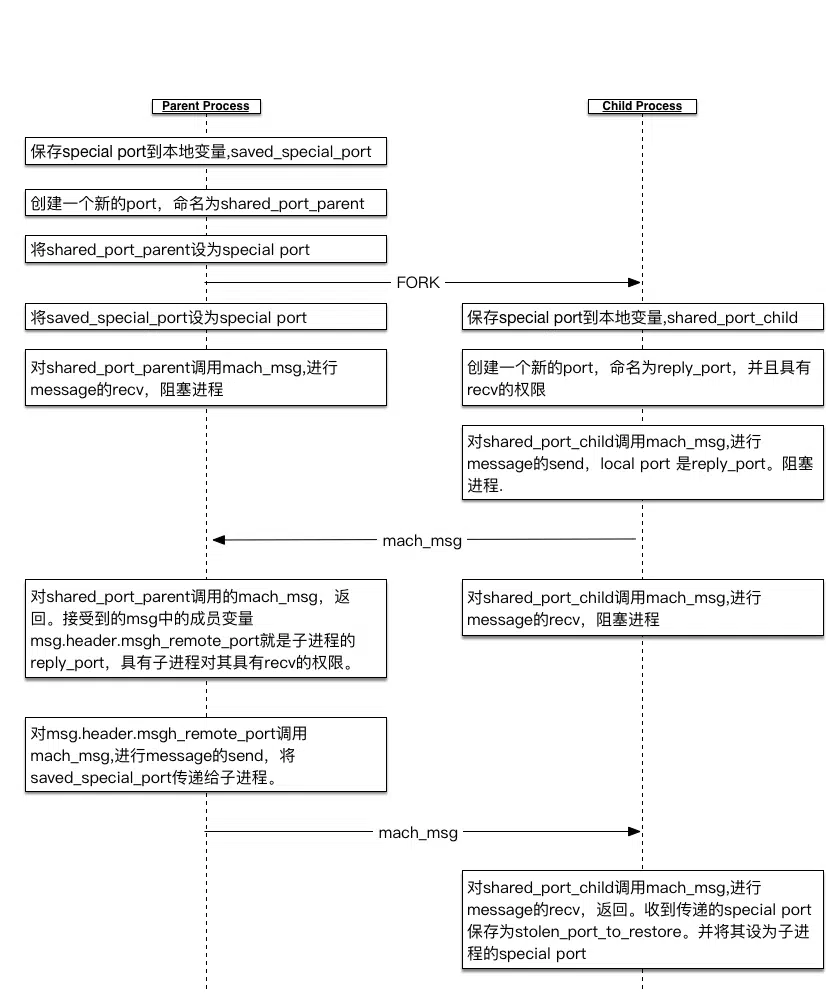 Parent Process
Child Process
保存special port到本地变量,saved_special_port
创建一个新的port，命名为shared_port_parent
将shared_port_parent设为special port
FORK
将saved_special_port设为special port
保存special port到本地变量,shared_port_child
对shared_port_parent调用mach_msg,进行
message的recv，阻塞进程
创建一个新的port，命名为reply_port，并且具有
recv的权限
对shared_port_child调用mach_msg,进行
message的send，local port 是reply_port。阻塞
进程.
mach_msg
对shared_port_parent调用的mach_msg，返
回。接受到的msg中的成员变量
msg.header.msgh_remote_port就是子进程的
reply_port，具有子进程对其具有recv的权限。
对shared_port_child调用mach_msg,进行
message的recv，阻塞进程
对msg.header.msgh_remote_port调用
mach_msg,进行message的send，将
saved_special_port传递给子进程。
mach_msg
对shared_port_child调用mach_msg,进行
message的recv，返回。收到传递的special port
保存为stolen_port_to_restore。并将其设为子进
程的special port